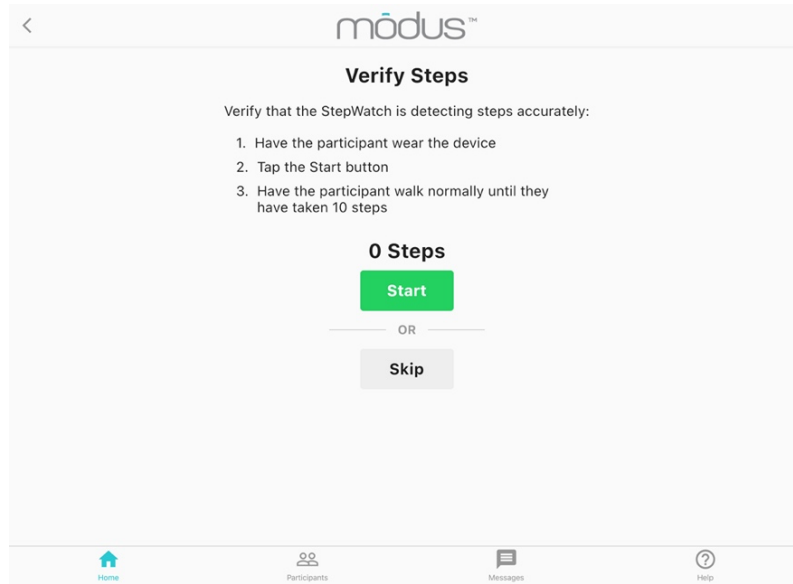 mōdus™
Verify Steps
Verify that the StepWatch is detecting steps accurately:
1. Have the participant wear the device
2. Tap the Start button
3. Have the participant walk normally until they
have taken 10 steps
0 Steps
Start
OR
Skip
Home
Participants
Messages
Help